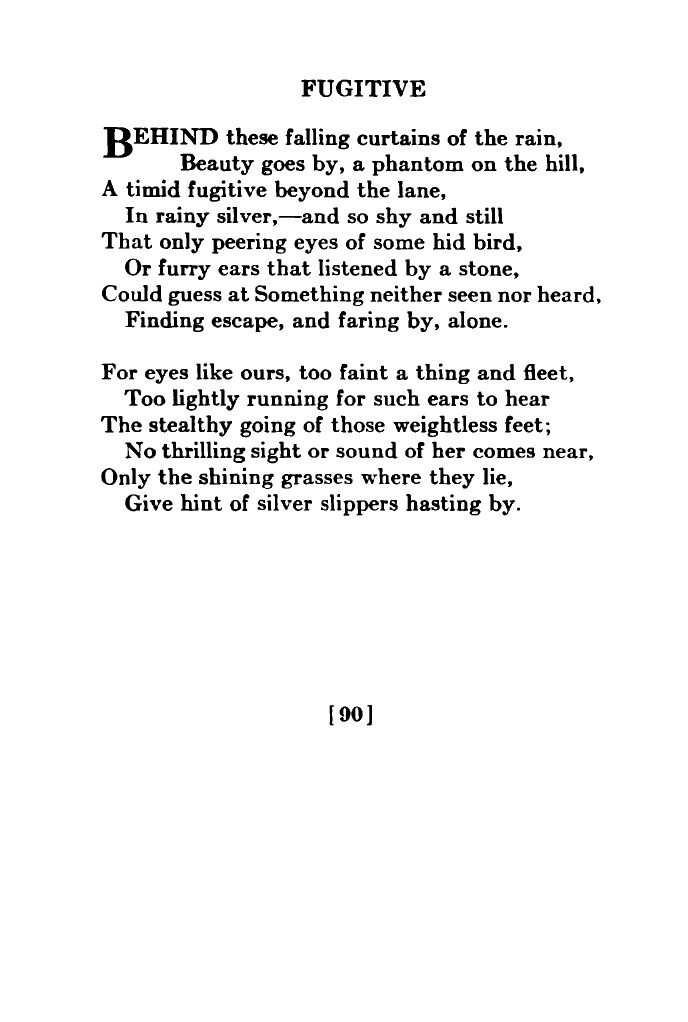 FUGITIVE
BEHIND these falling curtains of the rain,
Beauty goes by, a phantom on the hill,
A timid fugitive beyond the lane,
In rainy silver,—and so shy and still
That only peering eyes of some hid bird,
Or furry ears that listened by a stone,
Could guess at Something neither seen nor heard,
Finding escape, and faring by, alone.
For eyes like ours, too faint a thing and fleet,
Too lightly running for such ears to hear
The stealthy going of those weightless feet;
No thrilling sight or sound of her comes near,
Only the shining grasses where they lie,
Give hint of silver slippers hasting by.
[90]